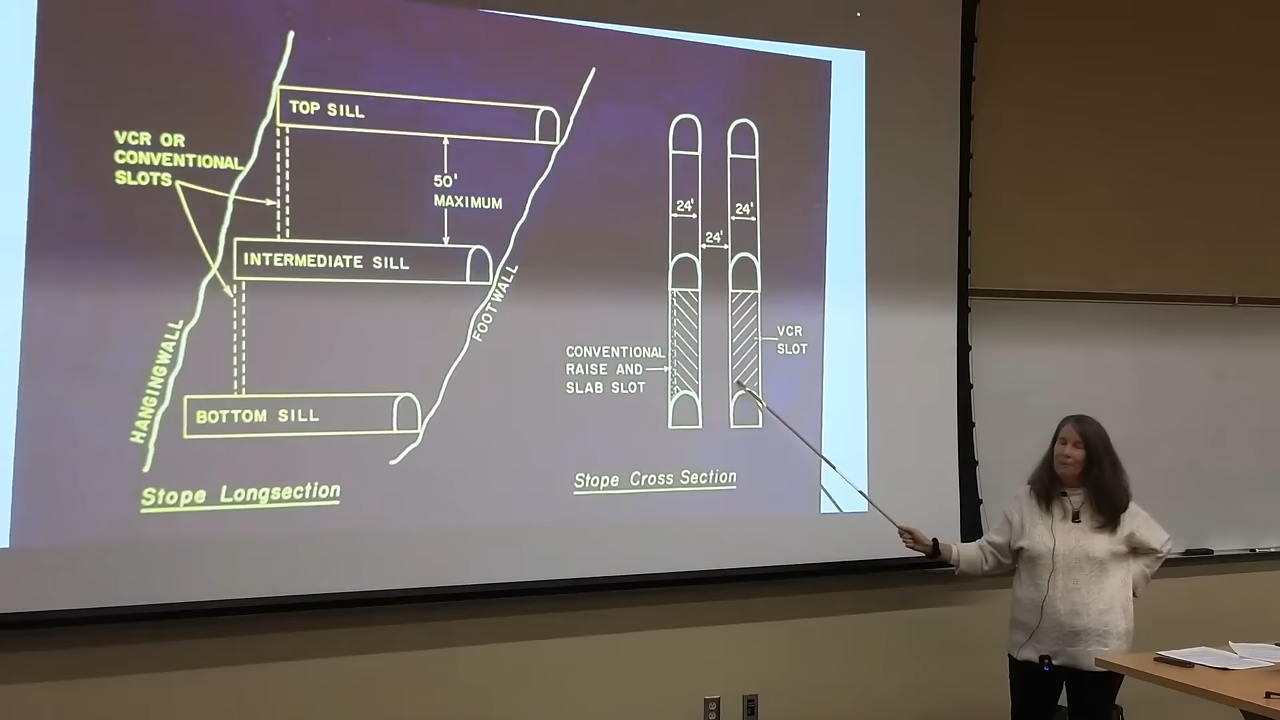 TOP SILL
VCR OR
CONVENTIONAL
SLOTS
50'
MAXIMUM
INTERMEDIATE SILL
HANGINGWALL
FOOTWALL
BOTTOM SILL
Stope Longsection
24'
24'
24'
CONVENTIONAL
RAISE AND
SLAB SLOT
VCR
SLOT
Stope Cross Section